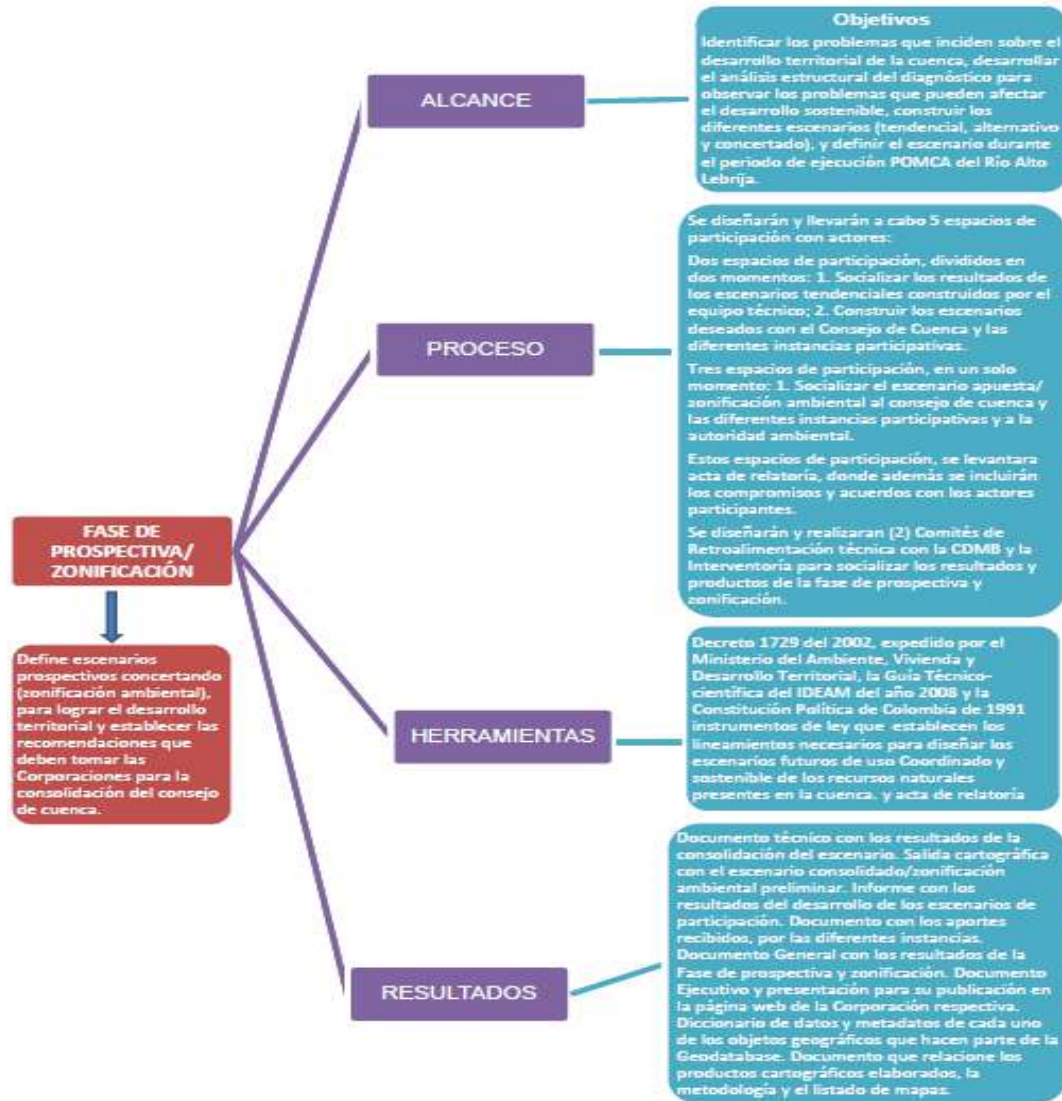 FASE DE
PROSPECTIVA/
ZONIFICACIÓN
Define escenarios
prospectivos concertando
(zonificación ambiental),
para lograr el desarrollo
territorial y establecer las
recomendaciones que
deben tomar las
Corporaciones para la
consolidación del consejo
de cuenca.
ALCANCE
Objetivos
Identificar los problemas que inciden sobre el
desarrollo territorial de la cuenca, desarrollar
el análisis estructural del diagnóstico para
observar los problemas que pueden afectar
el desarrollo sostenible, construir los
diferentes escenarios (tendencial, alternativo
y concertado), y definir el escenario durante
el periodo de ejecución POMCA del Río Alto
Lebrija.
PROCESO
Se diseñarán y llevarán a cabo 5 espacios de
participación con actores:
Dos espacios de participación, divididos en
dos momentos: 1. Socializar los resultados de
los escenarios tendenciales construidos por el
equipo técnico; 2. Construir los escenarios
deseados con el Consejo de Cuenca y las
diferentes instancias participativas.
Tres espacios de participación, en un solo
momento: 1. Socializar el escenario apuesta/
zonificación ambiental al consejo de cuenca y
las diferentes instancias participativas y a la
autoridad ambiental.
Estos espacios de participación, se levantara
acta de relatoría, donde además se incluirán
los compromisos y acuerdos con los actores
participantes.
Se diseñarán y realizaran (2) Comités de
Retroalimentación técnica con la CDMB y la
Interventoría para socializar los resultados y
productos de la fase de prospectiva y
zonificación.
HERRAMIENTAS
Decreto 1729 del 2002, expedido por el
Ministerio del Ambiente, Vivienda y
Desarrollo Territorial, la Guía Técnico-
científica del IDEAM del año 2008 y la
Constitución Política de Colombia de 1991
instrumentos de ley que establecen los
lineamientos necesarios para diseñar los
escenarios futuros de uso Coordinado y
sostenible de los recursos naturales
presentes en la cuenca. y acta de relatoría
RESULTADOS
Documento técnico con los resultados de la
consolidación del escenario. Salida cartográfica
con el escenario consolidado/zonificación
ambiental preliminar. Informe con los
resultados del desarrollo de los escenarios de
participación. Documento con los aportes
recibidos, por las diferentes instancias.
Documento General con los resultados de la
Fase de prospectiva y zonificación. Documento
Ejecutivo y presentación para su publicación en
la página web de la Corporación respectiva.
Diccionario de datos y metadatos de cada uno
de los objetos geográficos que hacen parte de la
Geodatabase. Documento que relacione los
productos cartográficos elaborados, la
metodología y el listado de mapas.